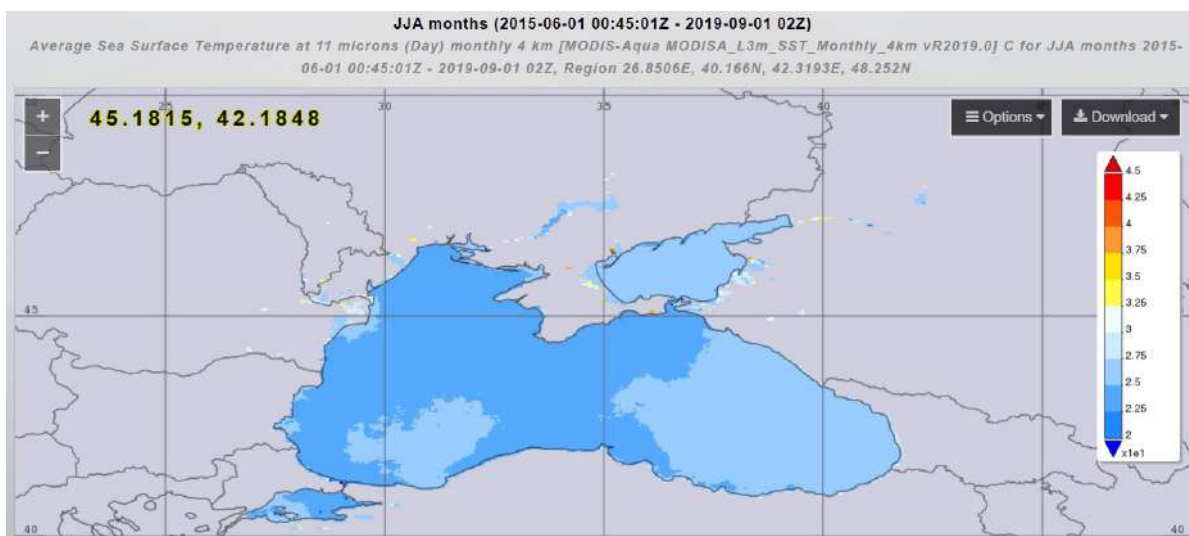 JJA months (2015-06-01 00:45:01Z - 2019-09-01 02Z)
Average Sea Surface Temperature at 11 microns (Day) monthly 4 km [MODIS-Aqua MODISA_L3m_SST_Monthly_4km vR2019.0] C for JJA months 2015-
06-01 00:45:01Z - 2019-09-01 02Z, Region 26.8506E, 40.166N, 42.3193E, 48.252N
25 30 35 40
+
45.1815, 42.1848
Options
Download
−
4.5
4.25
4
3.75
3.5
3.25
3
2.75
2.5
2.25
2
x1e1
45
40 40